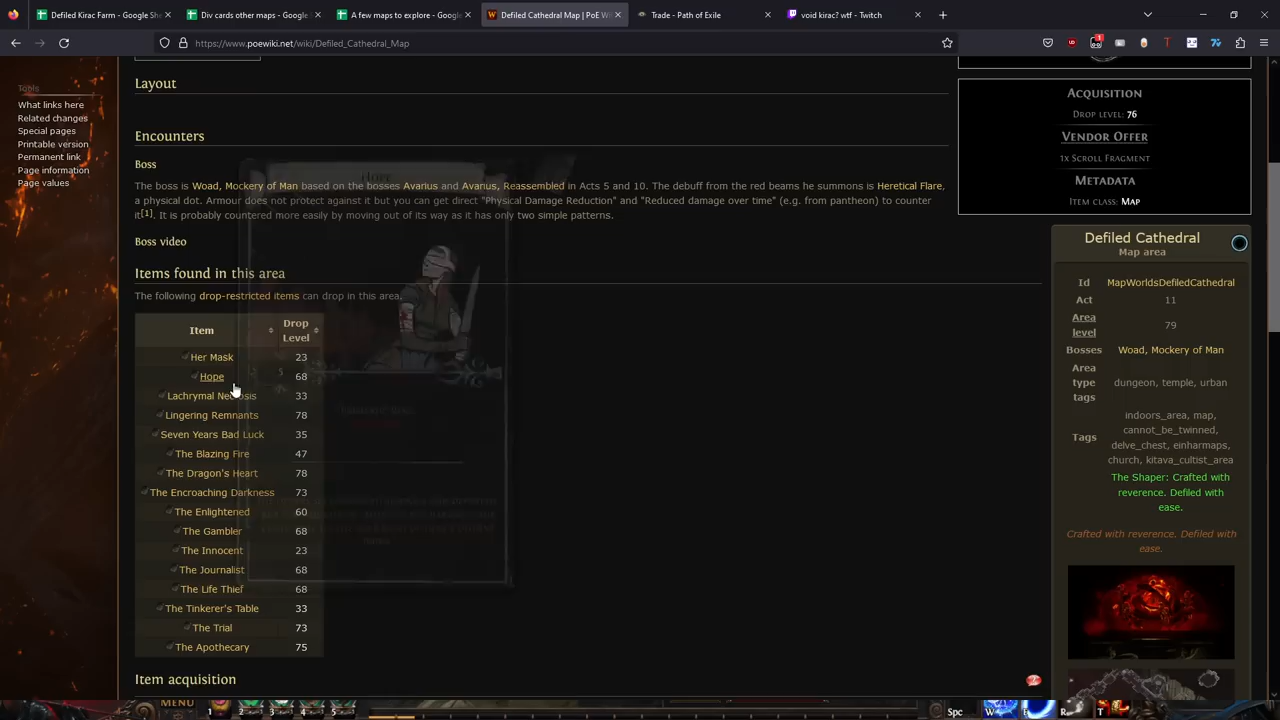 Defiled Kirac Farm - Google She
Div cards other maps - Google S
A few maps to explore - Google S
Defiled Cathedral Map | PoE Wi
Trade - Path of Exile
void kirac? wtf - Twitch
https://www.poewiki.net/wiki/Defiled_Cathedral_Map
Tools
What links here
Related changes
Special pages
Printable version
Permanent link
Page information
Page values
Layout
Encounters
Boss
The boss is Woad, Mockery of Man based on the bosses Avarius and Avarius, Reassembled in Acts 5 and 10. The debuff from the red beams he summons is Heretical Flare,
a physical dot. Armour does not protect against it but you can get direct "Physical Damage Reduction" and "Reduced damage over time" (e.g. from pantheon) to counter
it[1]. It is probably countered more easily by moving out of its way as it has only two simple patterns.
Boss video
Items found in this area
The following drop-restricted items can drop in this area.
Item Drop Level
Her Mask 23
Hope 68
Lachrymal Necrosis 33
Lingering Remnants 78
Seven Years Bad Luck 35
The Blazing Fire 47
The Dragon's Heart 78
The Encroaching Darkness 73
The Enlightened 60
The Gambler 68
The Innocent 23
The Journalist 68
The Life Thief 68
The Tinkerer's Table 33
The Trial 73
The Apothecary 75
Item acquisition
Acquisition
Drop level: 76
Vendor Offer
1x Scroll Fragment
Metadata
Item class: Map
Defiled Cathedral
Map area
Id MapWorldsDefiledCathedral
Act 11
Area level 79
Bosses Woad, Mockery of Man
Area type tags dungeon, temple, urban
Tags indoors_area, map,
cannot_be_twinned,
delve_chest, einharmaps,
church, kitava_cultist_area
The Shaper: Crafted with
reverence. Defiled with
ease.
Crafted with reverence. Defiled with
ease.
MENU
1 2 3 4 5
Spc W E R T